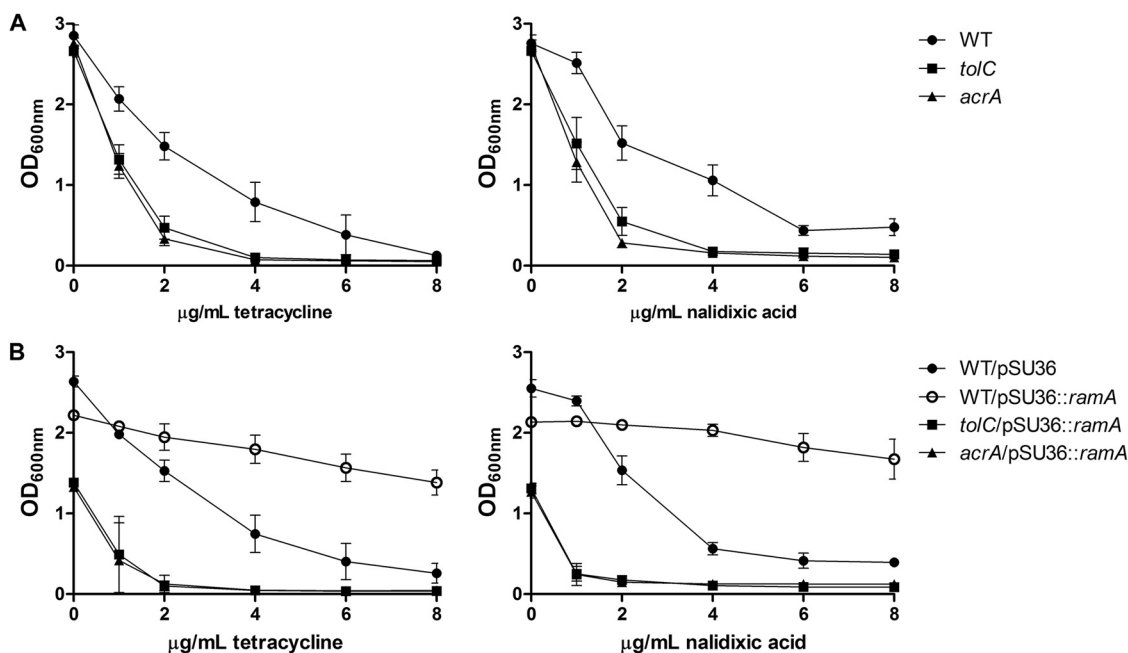 A
3
2
1
0
OD600nm
0 2 4 6 8
μg/mL tetracycline
3
2
1
0
OD600nm
0 2 4 6 8
μg/mL nalidixic acid
WT
tolC
acrA
B
3
2
1
0
OD600nm
0 2 4 6 8
μg/mL tetracycline
3
2
1
0
OD600nm
0 2 4 6 8
μg/mL nalidixic acid
WT/pSU36
WT/pSU36::ramA
tolC/pSU36::ramA
acrA/pSU36::ramA